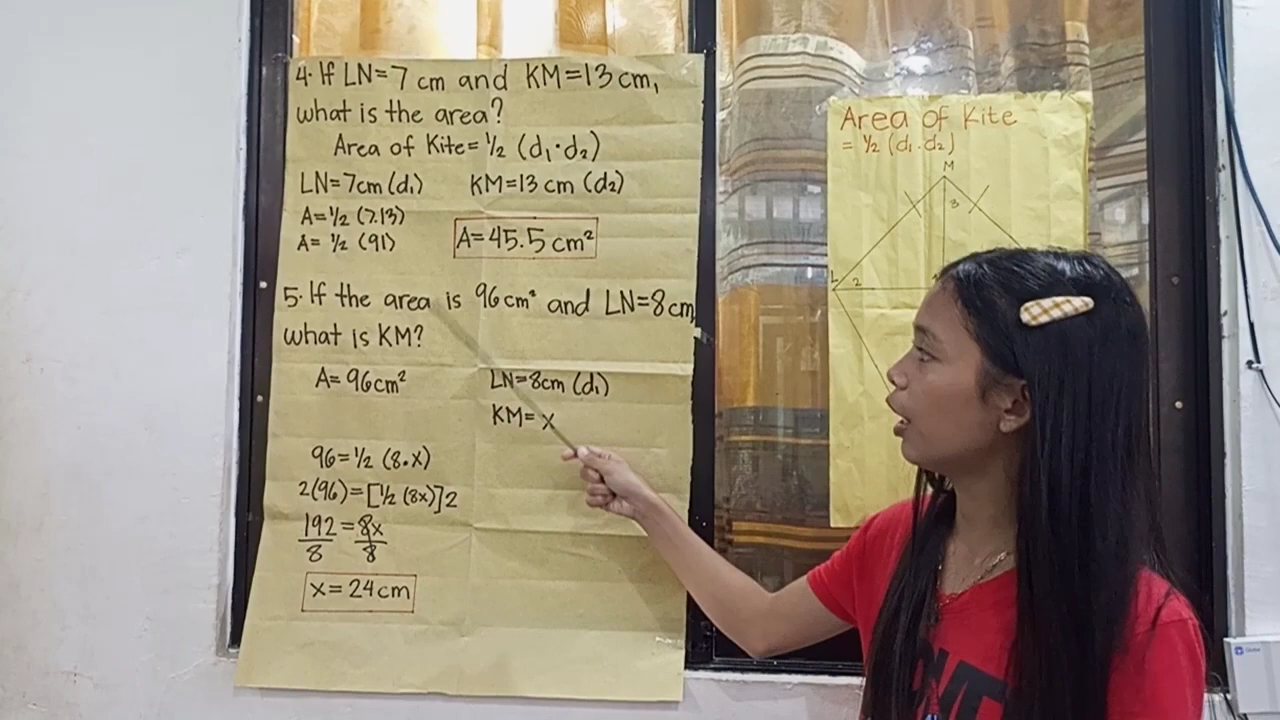 4. If LN=7 cm and KM=13 cm,
what is the area?
Area of Kite= ½ (d₁·d₂)
LN=7cm (d₁) KM=13 cm (d₂)
A=½ (7.13)
A= ½ (91)
A=45.5 cm²
5. If the area is 96cm² and LN=8cm,
what is KM?
A= 96cm²
LN=8cm (d₁)
KM= x
96=½ (8.x)
2(96)=[½ (8x)]2
192 = 8x
8 8
x= 24cm
Area of Kite
= ½ (d₁.d₂)
M
3
L 2